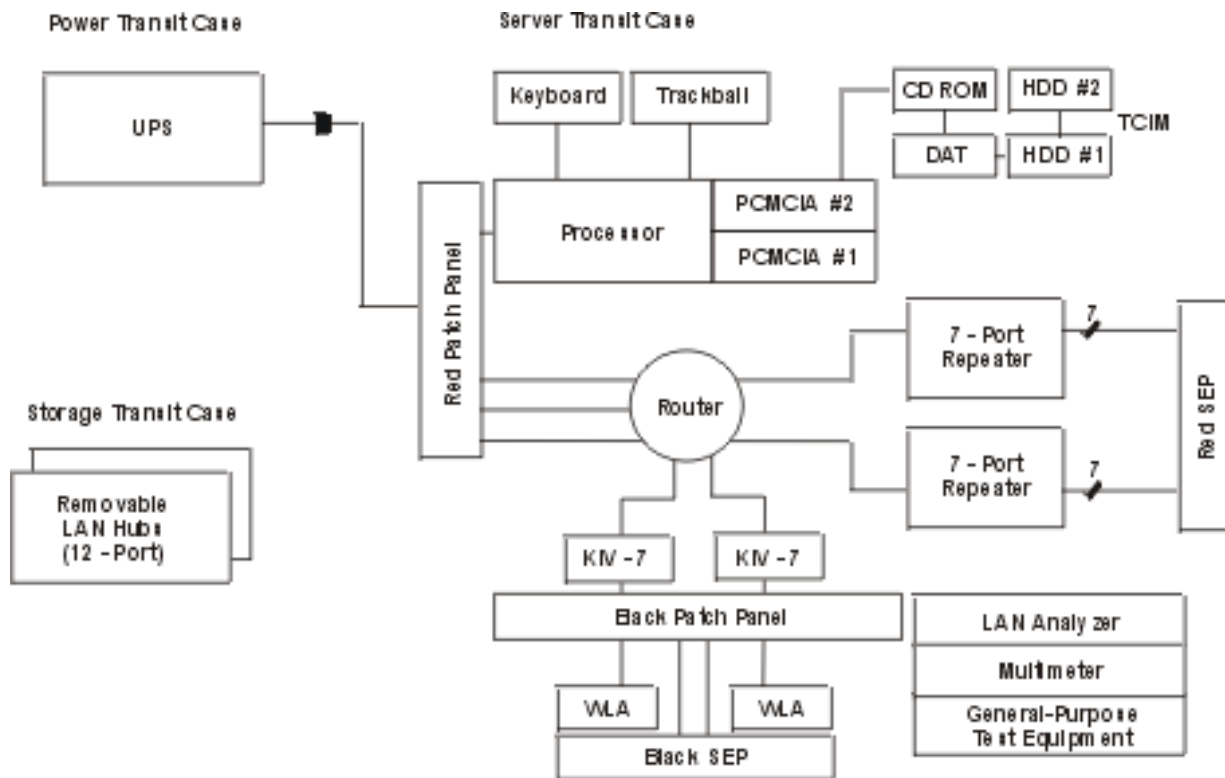 Power Transit Case
Server Transit Case
UPS
Keyboard
Trackball
CD ROM
HDD #2
TCIM
DAT
HDD #1
Processor
PCMCIA #2
PCMCIA #1
Red Patch Panel
7 - Port
Repeater
7
Router
Red SEP
Storage Transit Case
7 - Port
Repeater
7
Removable
LAN Hubs
(12 - Port)
KIV - 7
KIV - 7
Black Patch Panel
LAN Analyzer
Multimeter
WLA
WLA
General-Purpose
Test Equipment
Black SEP